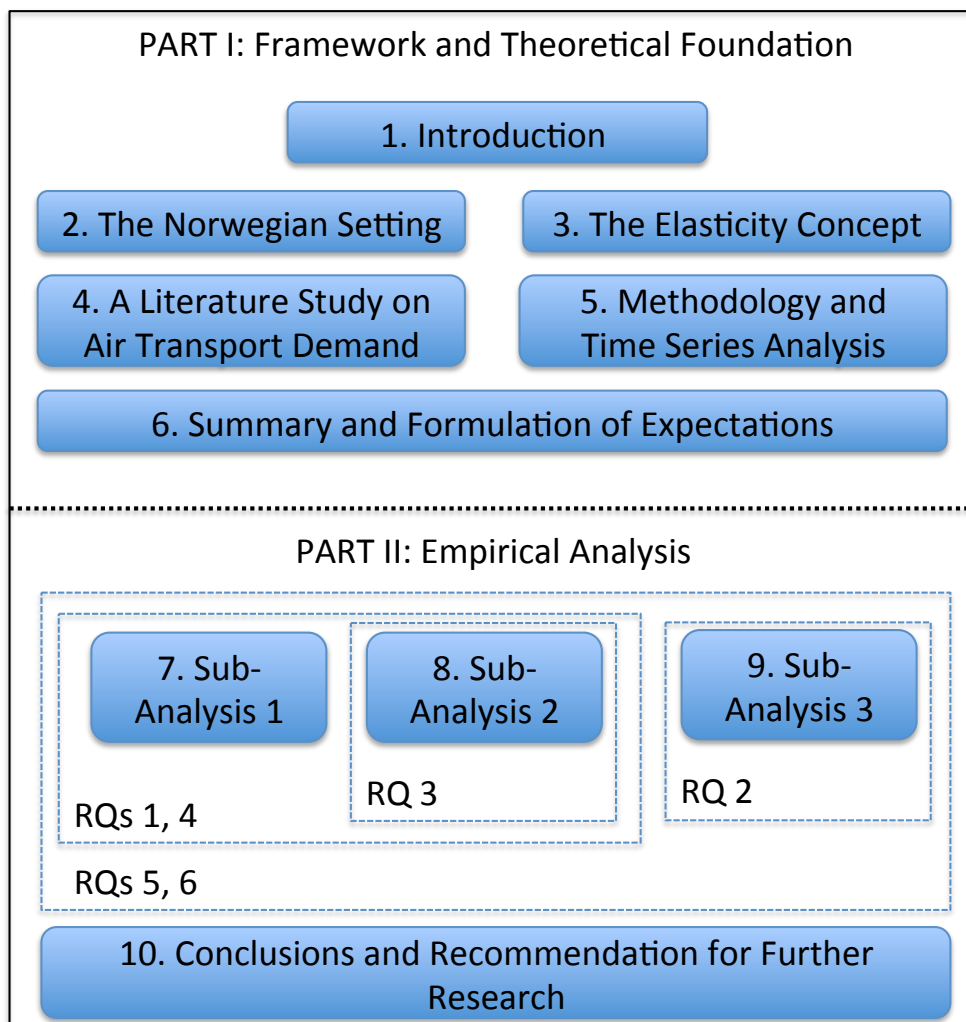 PART I: Framework and Theoretical Foundation
1. Introduction
2. The Norwegian Setting
3. The Elasticity Concept
4. A Literature Study on
Air Transport Demand
5. Methodology and
Time Series Analysis
6. Summary and Formulation of Expectations
PART II: Empirical Analysis
7. Sub-
Analysis 1
8. Sub-
Analysis 2
9. Sub-
Analysis 3
RQ 3
RQ 2
RQs 1, 4
RQs 5, 6
10. Conclusions and Recommendation for Further
Research